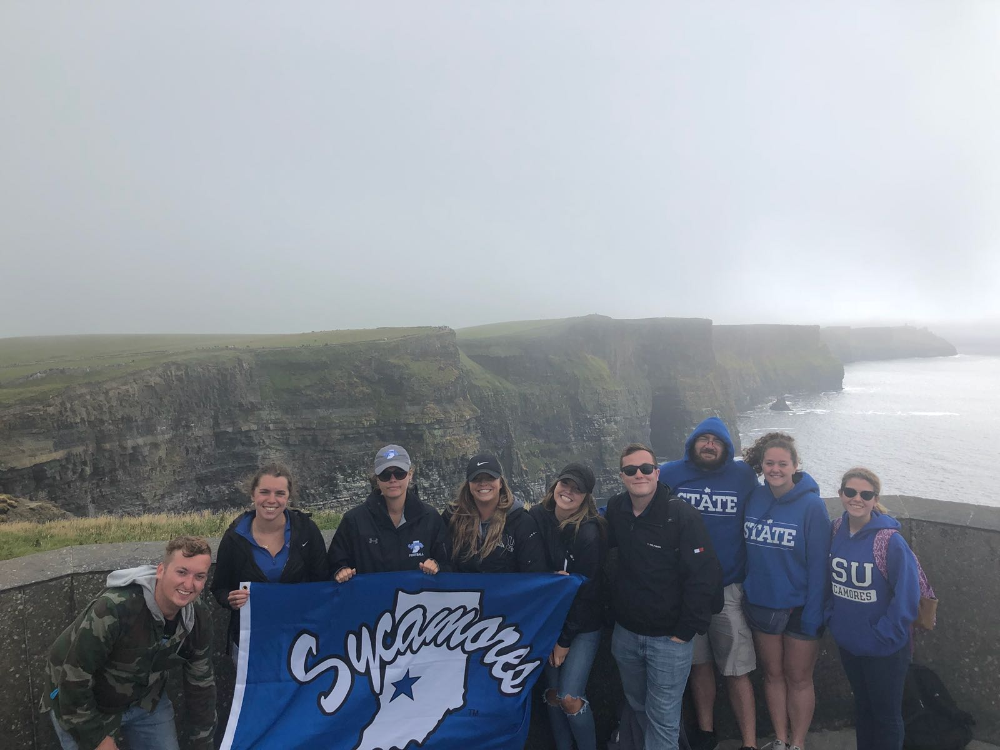 FOOTBALL
STATE
STATE
SU
CAMORES
Sycamores
TM